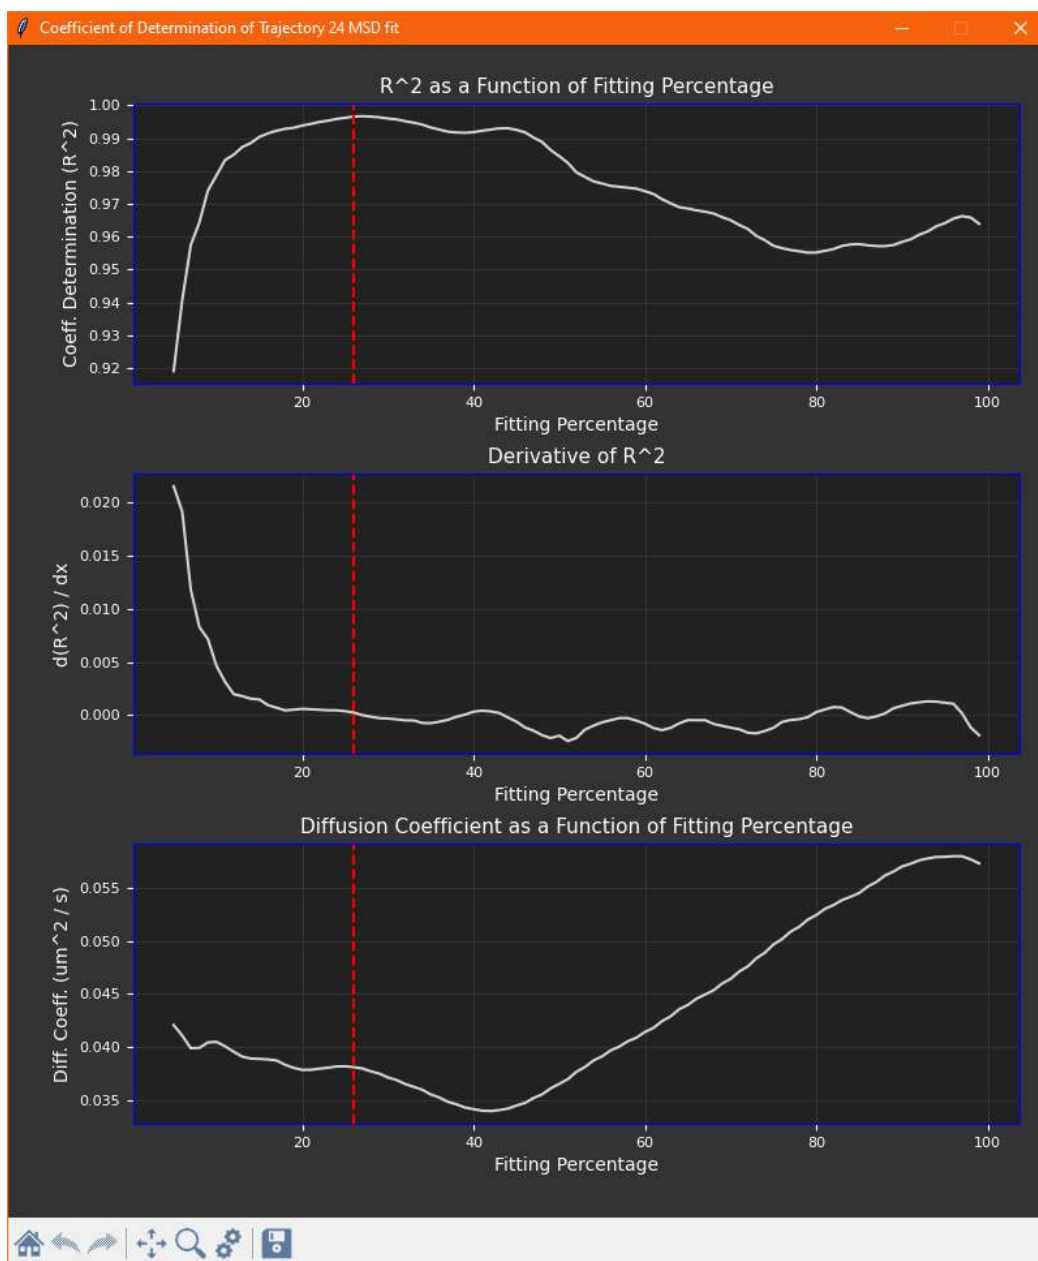 Coefficient of Determination of Trajectory 24 MSD fit
R^2 as a Function of Fitting Percentage
Coeff. Determination (R^2)
1.00
0.99
0.98
0.97
0.96
0.95
0.94
0.93
0.92
20 40 60 80 100
Fitting Percentage
Derivative of R^2
d(R^2) / dx
0.020
0.015
0.010
0.005
0.000
20 40 60 80 100
Fitting Percentage
Diffusion Coefficient as a Function of Fitting Percentage
Diff. Coeff. (um^2 / s)
0.055
0.050
0.045
0.040
0.035
20 40 60 80 100
Fitting Percentage